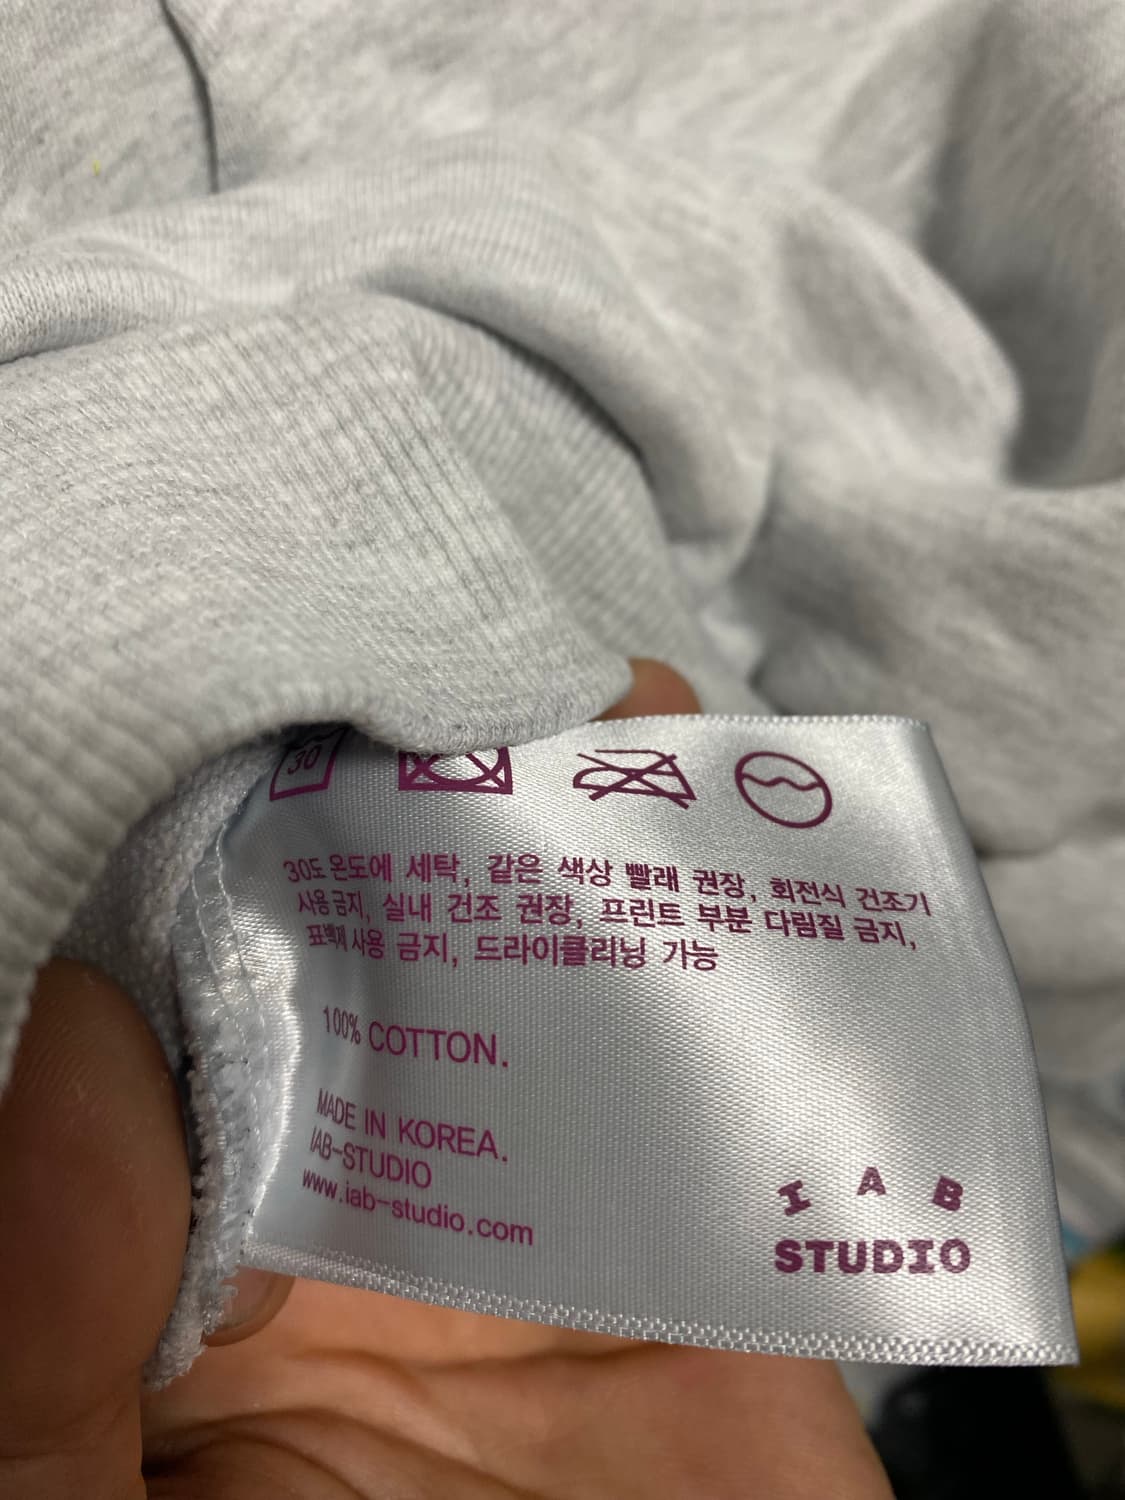 30
30도 온도에 세탁, 같은 색상 빨래 권장, 회전식 건조기
사용금지, 실내 건조 권장, 프린트 부분 다림질 금지,
표백제 사용 금지, 드라이클리닝 가능
100% COTTON.
MADE IN KOREA.
IAB-STUDIO
www.iab-studio.com
I A B
STUDIO